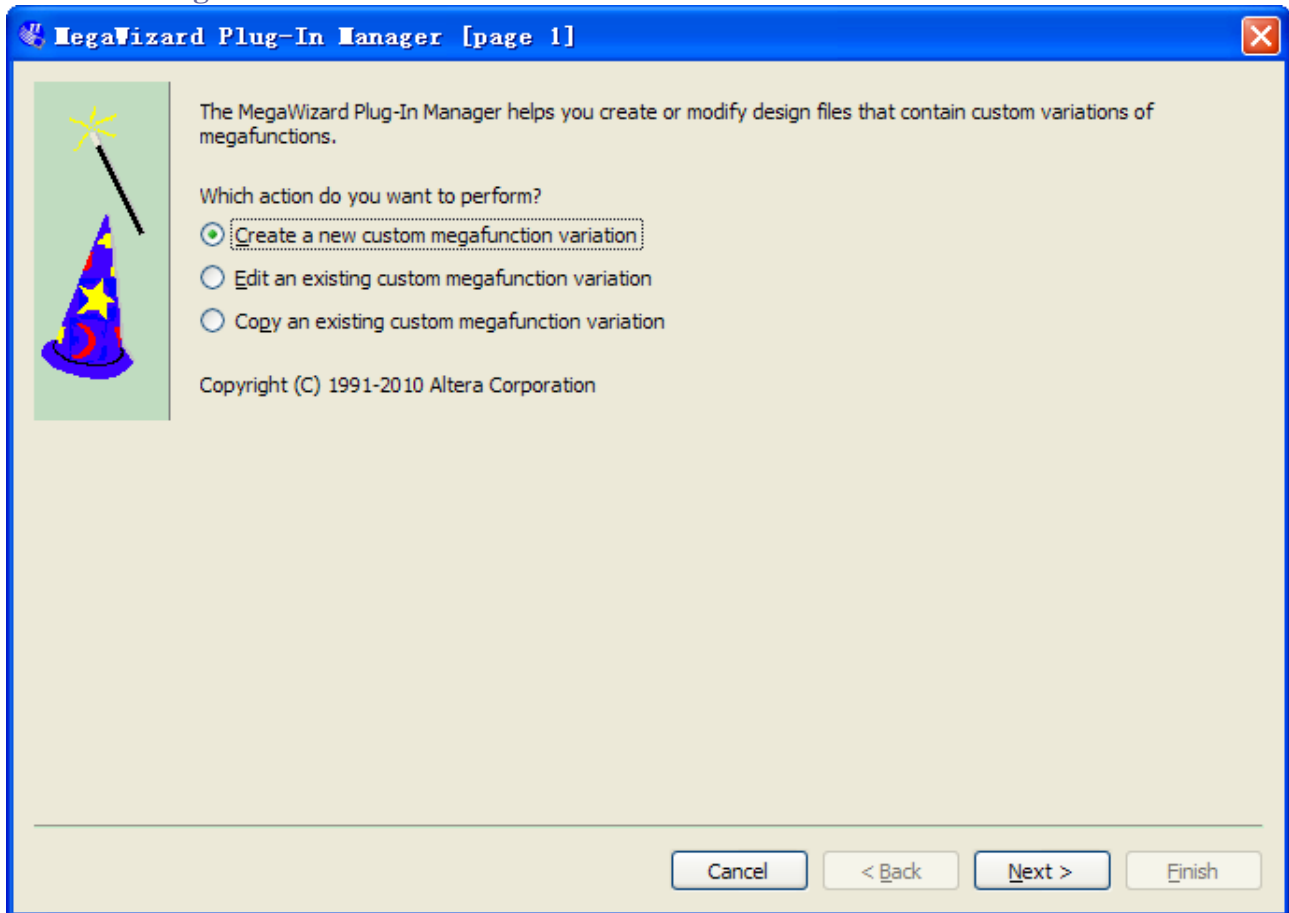 MegaWizard Plug-In Manager [page 1]
The MegaWizard Plug-In Manager helps you create or modify design files that contain custom variations of
megafunctions.
Which action do you want to perform?
Create a new custom megafunction variation
Edit an existing custom megafunction variation
Copy an existing custom megafunction variation
Copyright (C) 1991-2010 Altera Corporation
Cancel
< Back
Next >
Finish